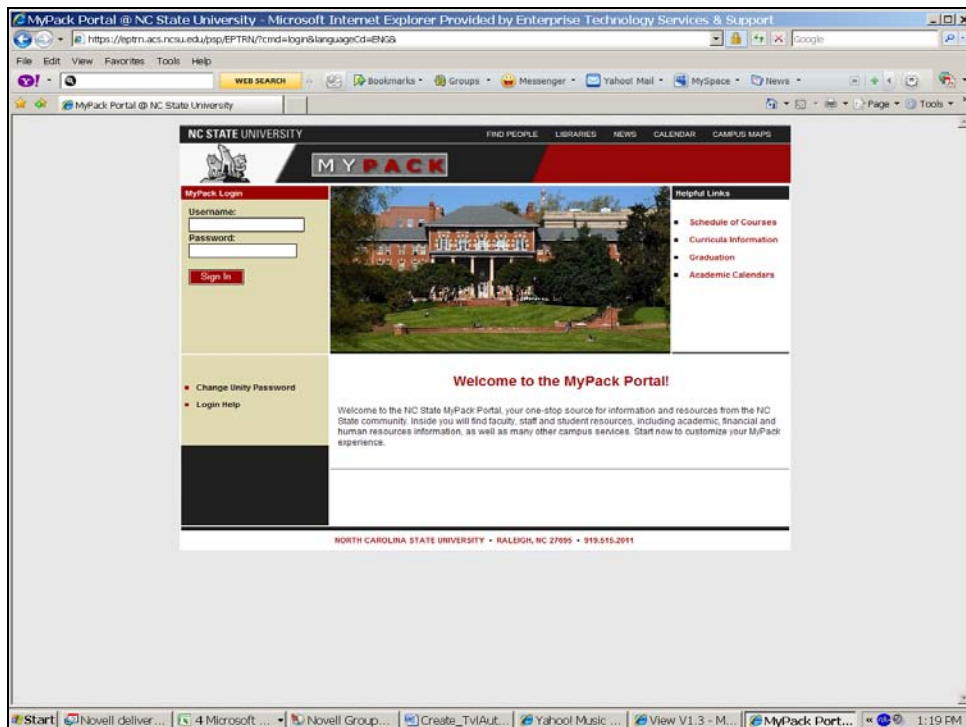 MyPack Portal @ NC State University - Microsoft Internet Explorer Provided by Enterprise Technology Services & Support
https://eptrn.acs.ncsu.edu/psp/EPTRN/?cmd=login&languageCd=ENG&
Google
File Edit View Favorites Tools Help
Y! WEB SEARCH Bookmarks Groups Messenger Yahoo! Mail MySpace News
MyPack Portal @ NC State University Page Tools
NC STATE UNIVERSITY FIND PEOPLE LIBRARIES NEWS CALENDAR CAMPUS MAPS
MYPACK
MyPack Login
Username:
Password:
Sign In
Helpful Links
Schedule of Courses
Curricula Information
Graduation
Academic Calendars
Change Unity Password
Login Help
Welcome to the MyPack Portal!
Welcome to the NC State MyPack Portal, your one-stop source for information and resources from the NC
State community. Inside you will find faculty, staff and student resources, including academic, financial and
human resources information, as well as many other campus services. Start now to customize your MyPack
experience.
NORTH CAROLINA STATE UNIVERSITY • RALEIGH, NC 27695 • 919.515.2011
Start Novell deliver... 4 Microsoft ... Novell Group... Create_TvlAut... Yahoo! Music ... View V1.3 - M... MyPack Port... 1:19 PM